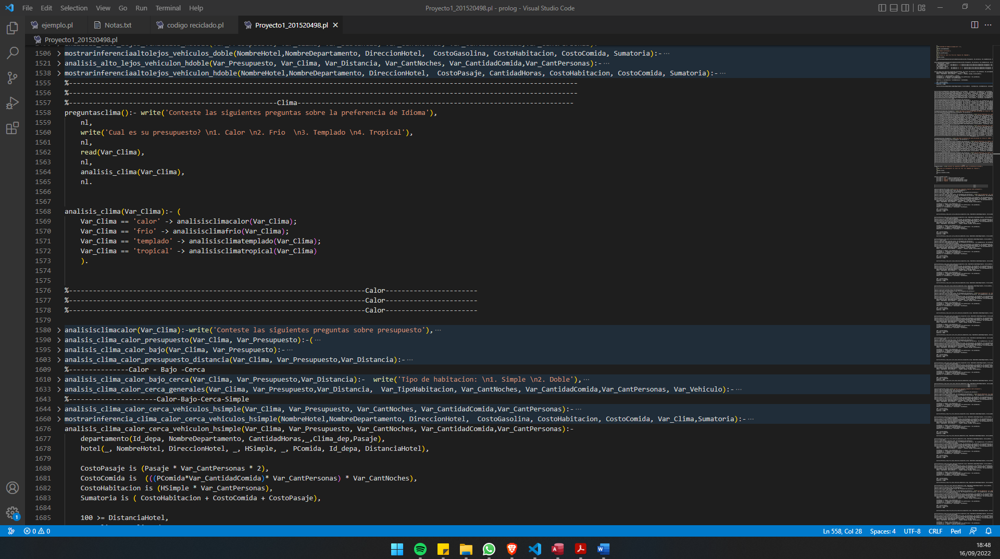 File Edit Selection View Go Run Terminal Help
Proyecto1_201520498.pl - prolog - Visual Studio Code
ejemplo.pl Notas.txt codigo reciclado.pl Proyecto1_201520498.pl
Proyecto1_201520498.pl
1506 mostrarinferenciaaltolejos_vehiculos_doble(NombreHotel,NombreDepartamento, DireccionHotel,  CostoGasolina, CostoHabitacion, CostoComida, Sumatoria):-···
1521 analisis_alto_lejos_vehiculon_hdoble(Var_Presupuesto, Var_Clima, Var_Distancia, Var_CantNoches, Var_CantidadComida,Var_CantPersonas):-···
1538 mostrarinferenciaaltolejos_vehiculon_hdoble(NombreHotel,NombreDepartamento, DireccionHotel,  CostoPasaje, CantidadHoras, CostoHabitacion, CostoComida, Sumatoria):-···
1555 %-------------------------------------------------------------------------------------------------------------------------------
1556 %-------------------------------------------------------------------------------------------------------------------------------
1557 %----------------------------------------------------Clima---------------------------------------------------------------------
1558 preguntasclima():- write('Conteste las siguientes preguntas sobre la preferencia de Idioma'),
1559     nl,
1560     write('Cual es su presupuesto? \n1. Calor \n2. Frio  \n3. Templado \n4. Tropical'),
1561     nl,
1562     read(Var_Clima),
1563     nl,
1564     analisis_clima(Var_Clima),
1565     nl.
1566
1567
1568 analisis_clima(Var_Clima):- (
1569     Var_Clima == 'calor' -> analisisclimacalor(Var_Clima);
1570     Var_Clima == 'frio' -> analisisclimafrio(Var_Clima);
1571     Var_Clima == 'templado' -> analisisclimatemplado(Var_Clima);
1572     Var_Clima == 'tropical' -> analisisclimatropical(Var_Clima)
1573     ).
1574
1575
1576 %--------------------------------------------------------------------------Calor-----------------------
1577 %--------------------------------------------------------------------------Calor-----------------------
1578 %--------------------------------------------------------------------------Calor-----------------------
1579
1580 analisisclimacalor(Var_Clima):-write('Conteste las siguientes preguntas sobre presupuesto'),···
1590 analsis_clima_calor_presupuesto(Var_Clima, Var_Presupuesto):-(···
1595 analisis_clima_calor_bajo(Var_Clima, Var_Presupuesto):-···
1603 analsis_clima_calor_presupuesto_distancia(Var_Clima, Var_Presupuesto,Var_Distancia):-···
1609 %---------------Calor - Bajo -Cerca
1610 analisis_clima_calor_bajo_cerca(Var_Clima, Var_Presupuesto,Var_Distancia):-  write('Tipo de habitacion: \n1. Simple \n2. Doble'),···
1633 analsis_clima_calor_cerca_generales(Var_Clima, Var_Presupuesto,Var_Distancia,  Var_TipoHabitacion, Var_CantNoches, Var_CantidadComida,Var_CantPersonas, Var_Vehiculo):-···
1643 %----------------------Calor-Bajo-Cerca-Simple
1644 analisis_clima_calor_cerca_vehiculos_hsimple(Var_Clima, Var_Presupuesto, Var_CantNoches, Var_CantidadComida,Var_CantPersonas):-···
1660 mostrarinferencia_clima_calor_cerca_vehiculos_hsimple(NombreHotel,NombreDepartamento, DireccionHotel,  CostoGasolina, CostoHabitacion, CostoComida, Var_Clima,Sumatoria):-···
1676 analisis_clima_calor_cerca_vehiculon_hsimple(Var_Clima, Var_Presupuesto, Var_CantNoches, Var_CantidadComida,Var_CantPersonas):-
1677     departamento(Id_depa, NombreDepartamento, CantidadHoras,_,Clima_dep,Pasaje),
1678     hotel(_, NombreHotel, DireccionHotel, _, HSimple, _, PComida, Id_depa, DistanciaHotel),
1679
1680     CostoPasaje is (Pasaje * Var_CantPersonas * 2),
1681     CostoComida is  (((PComida*Var_CantidadComida)* Var_CantPersonas) * Var_CantNoches),
1682     CostoHabitacion is (HSimple * Var_CantPersonas),
1683     Sumatoria is ( CostoHabitacion + CostoComida + CostoPasaje),
1684
1685     100 >= DistanciaHotel,
0 0 Ln 558, Col 28 Spaces: 4 UTF-8 CRLF Perl
1
18:48
16/09/2022